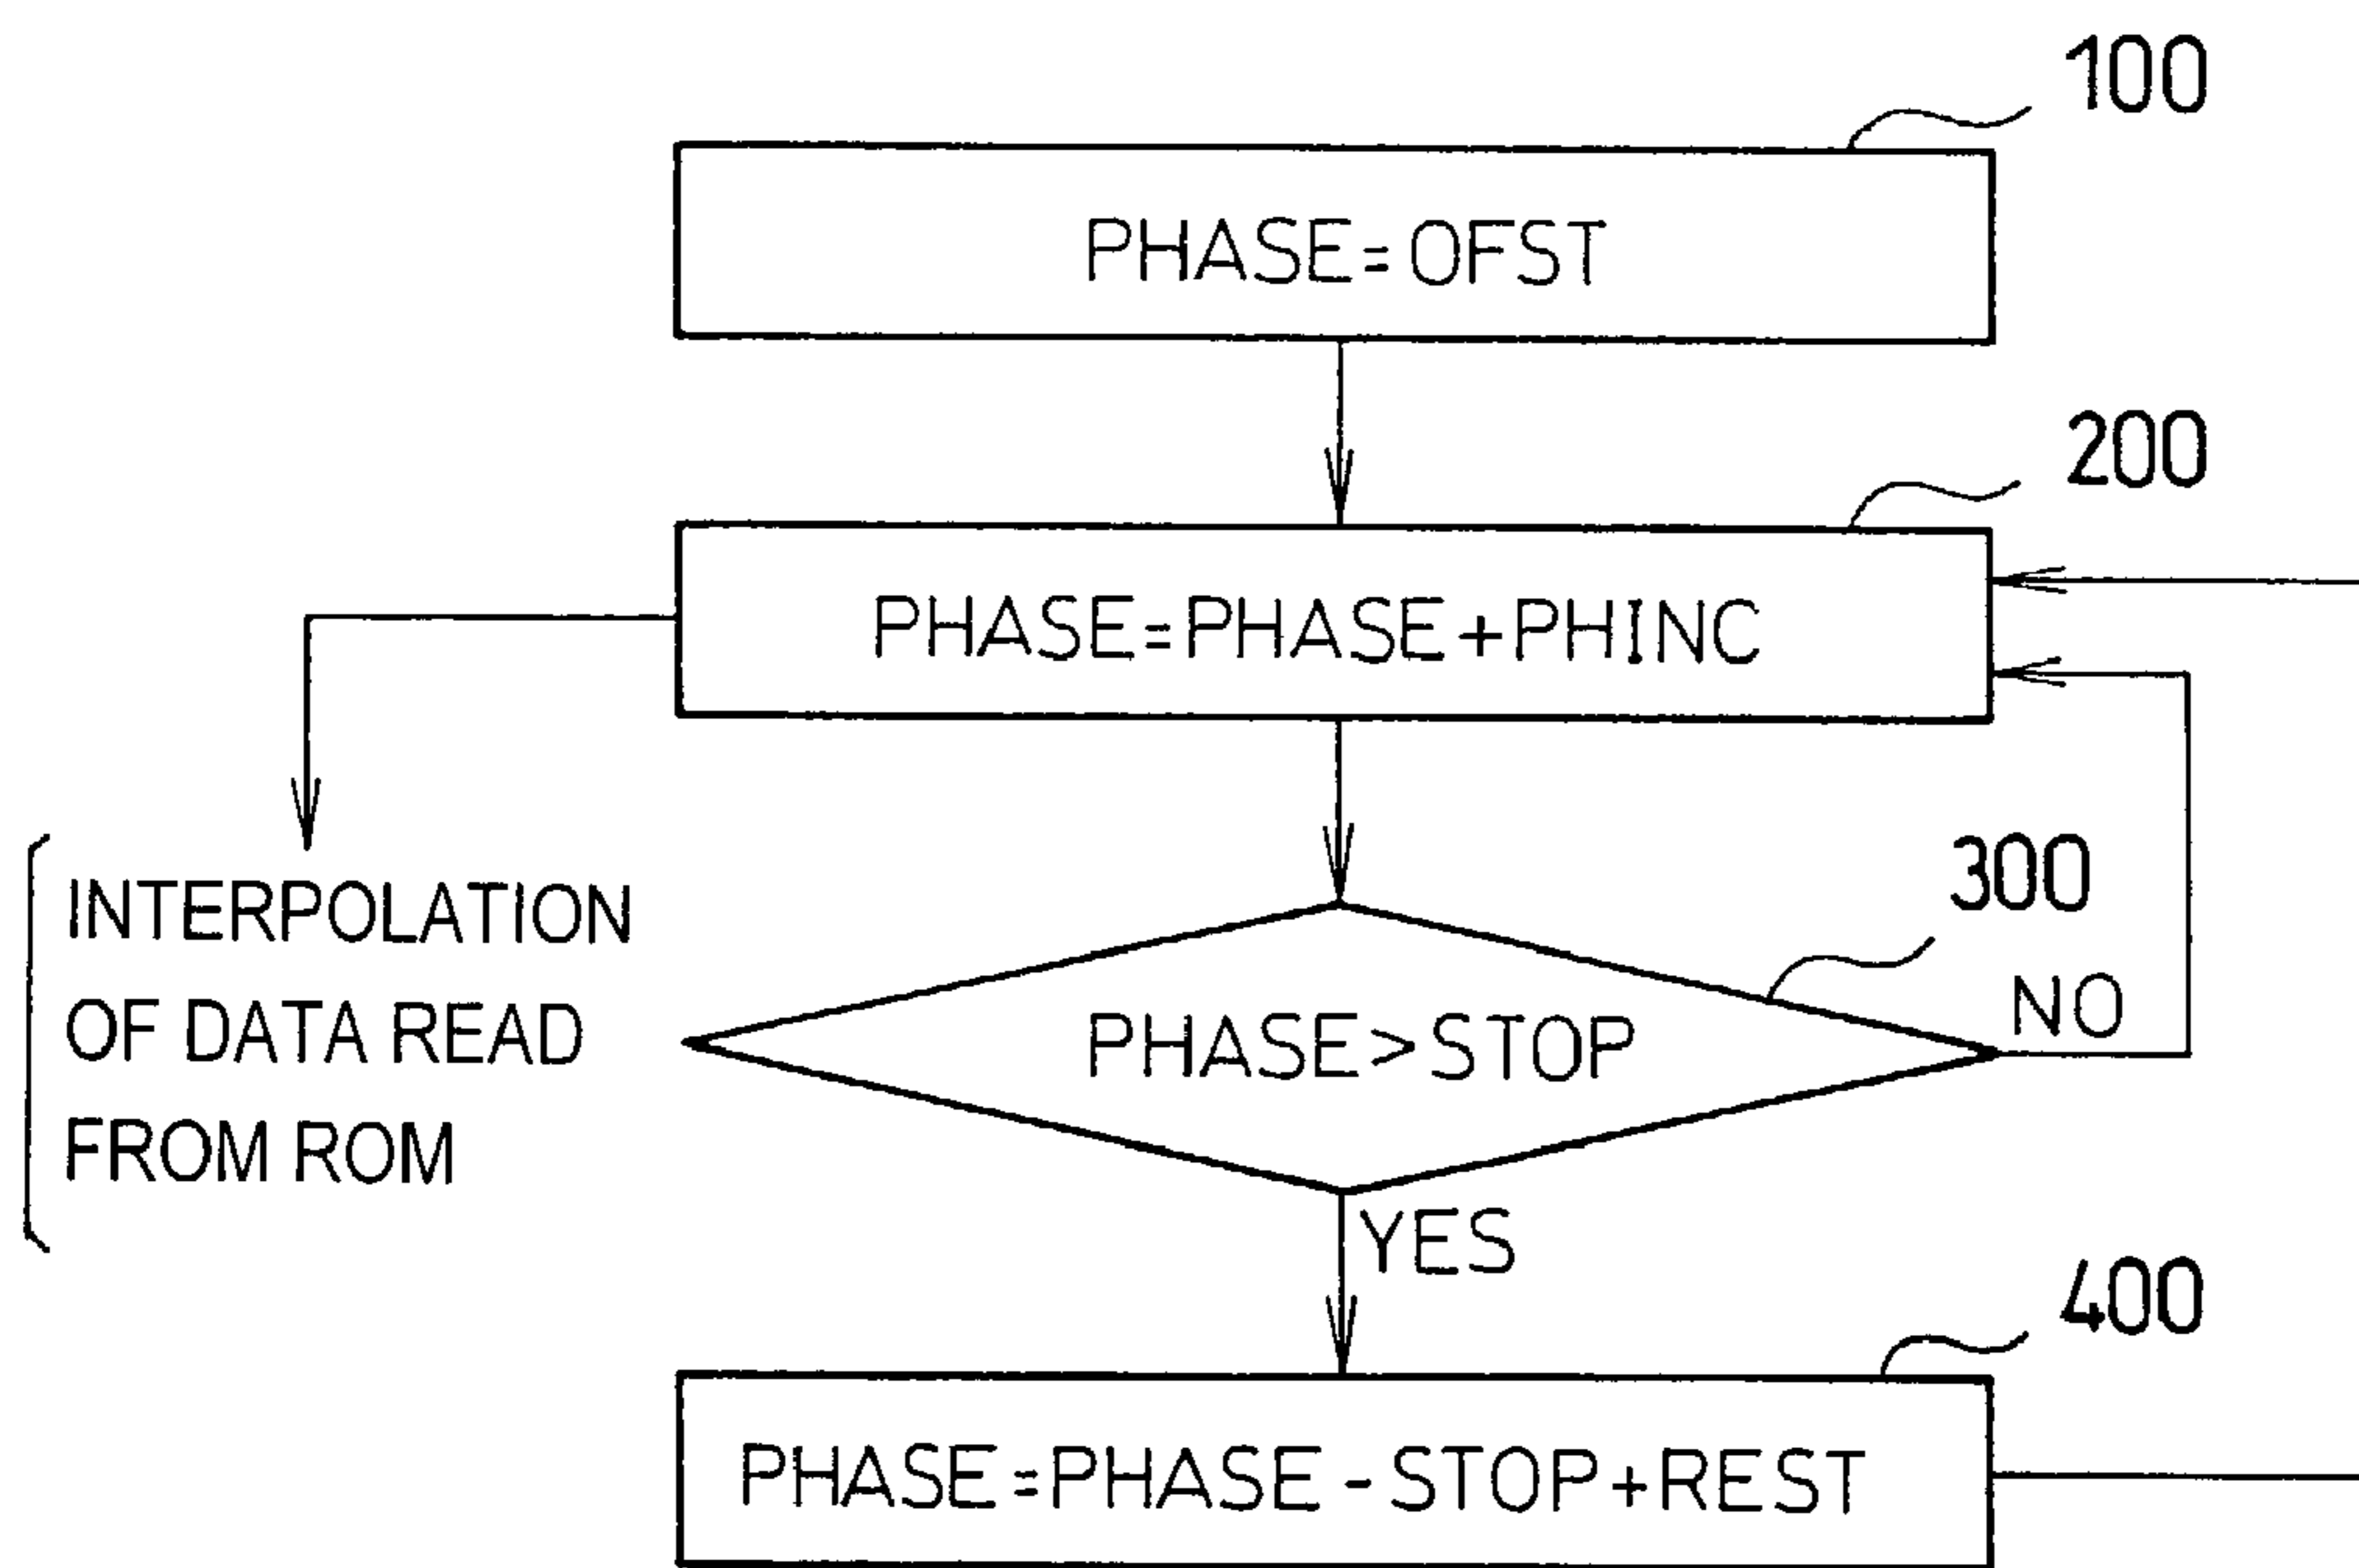 100
PHASE=OFST
200
PHASE=PHASE+PHINC
300
INTERPOLATION
OF DATA READ
FROM ROM
NO
PHASE>STOP
YES
400
PHASE=PHASE-STOP+REST